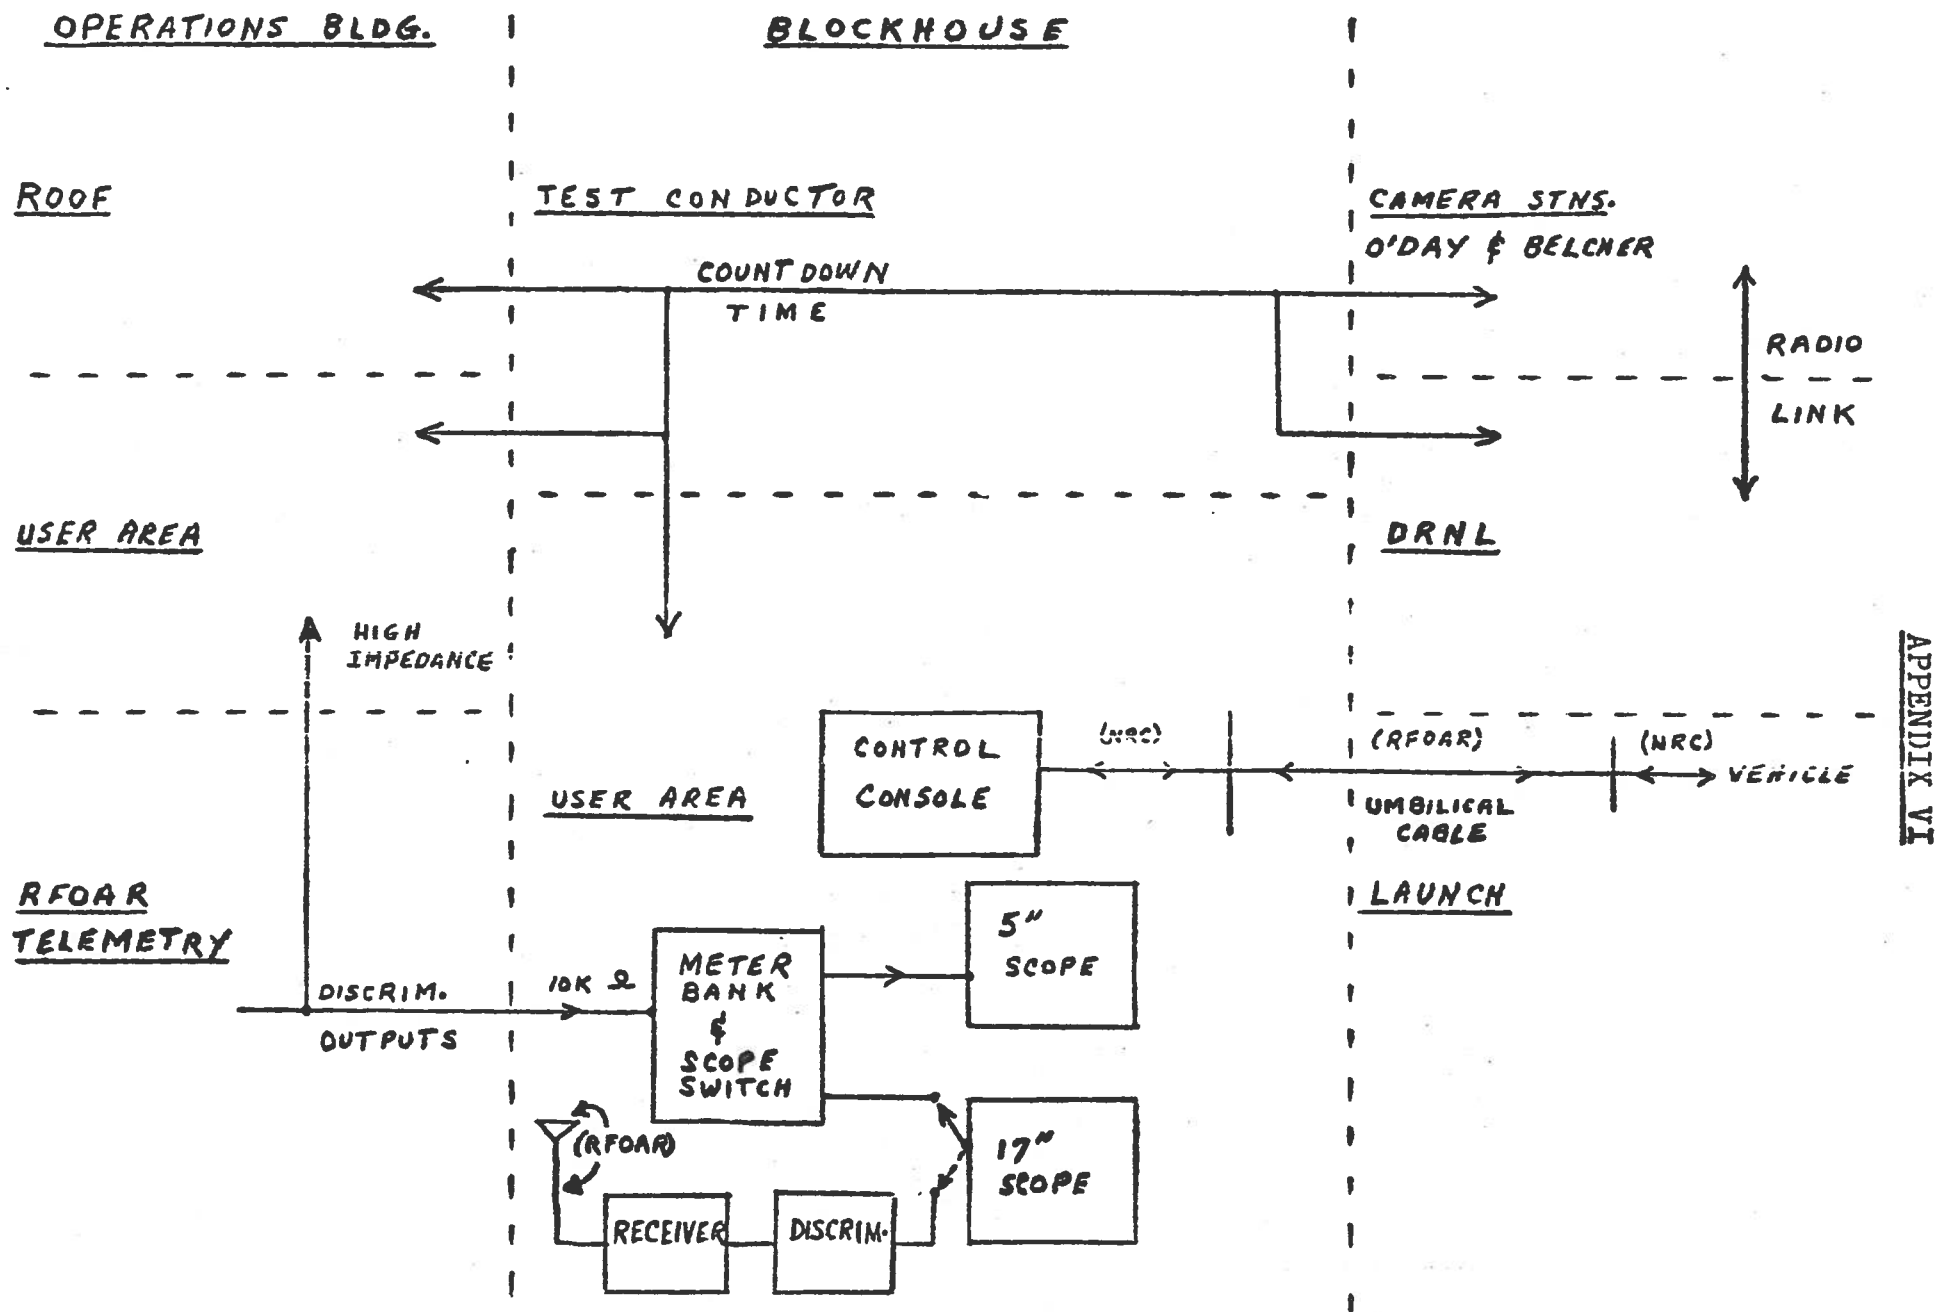 OPERATIONS BLDG.
BLOCKHOUSE
ROOF
TEST CONDUCTOR
CAMERA STNS.
O'DAY & BELCHER
COUNTDOWN
TIME
RADIO
LINK
USER AREA
DRNL
HIGH
IMPEDANCE
CONTROL
CONSOLE
(NRC)
(RFOAR)
(NRC)
VEHICLE
UMBILICAL
CABLE
USER AREA
APPENDIX VI
RFOAR
TELEMETRY
LAUNCH
DISCRIM.
OUTPUTS
10K Ω
METER
BANK
&
SCOPE
SWITCH
5"
SCOPE
(RFOAR)
17"
SCOPE
RECEIVER
DISCRIM.